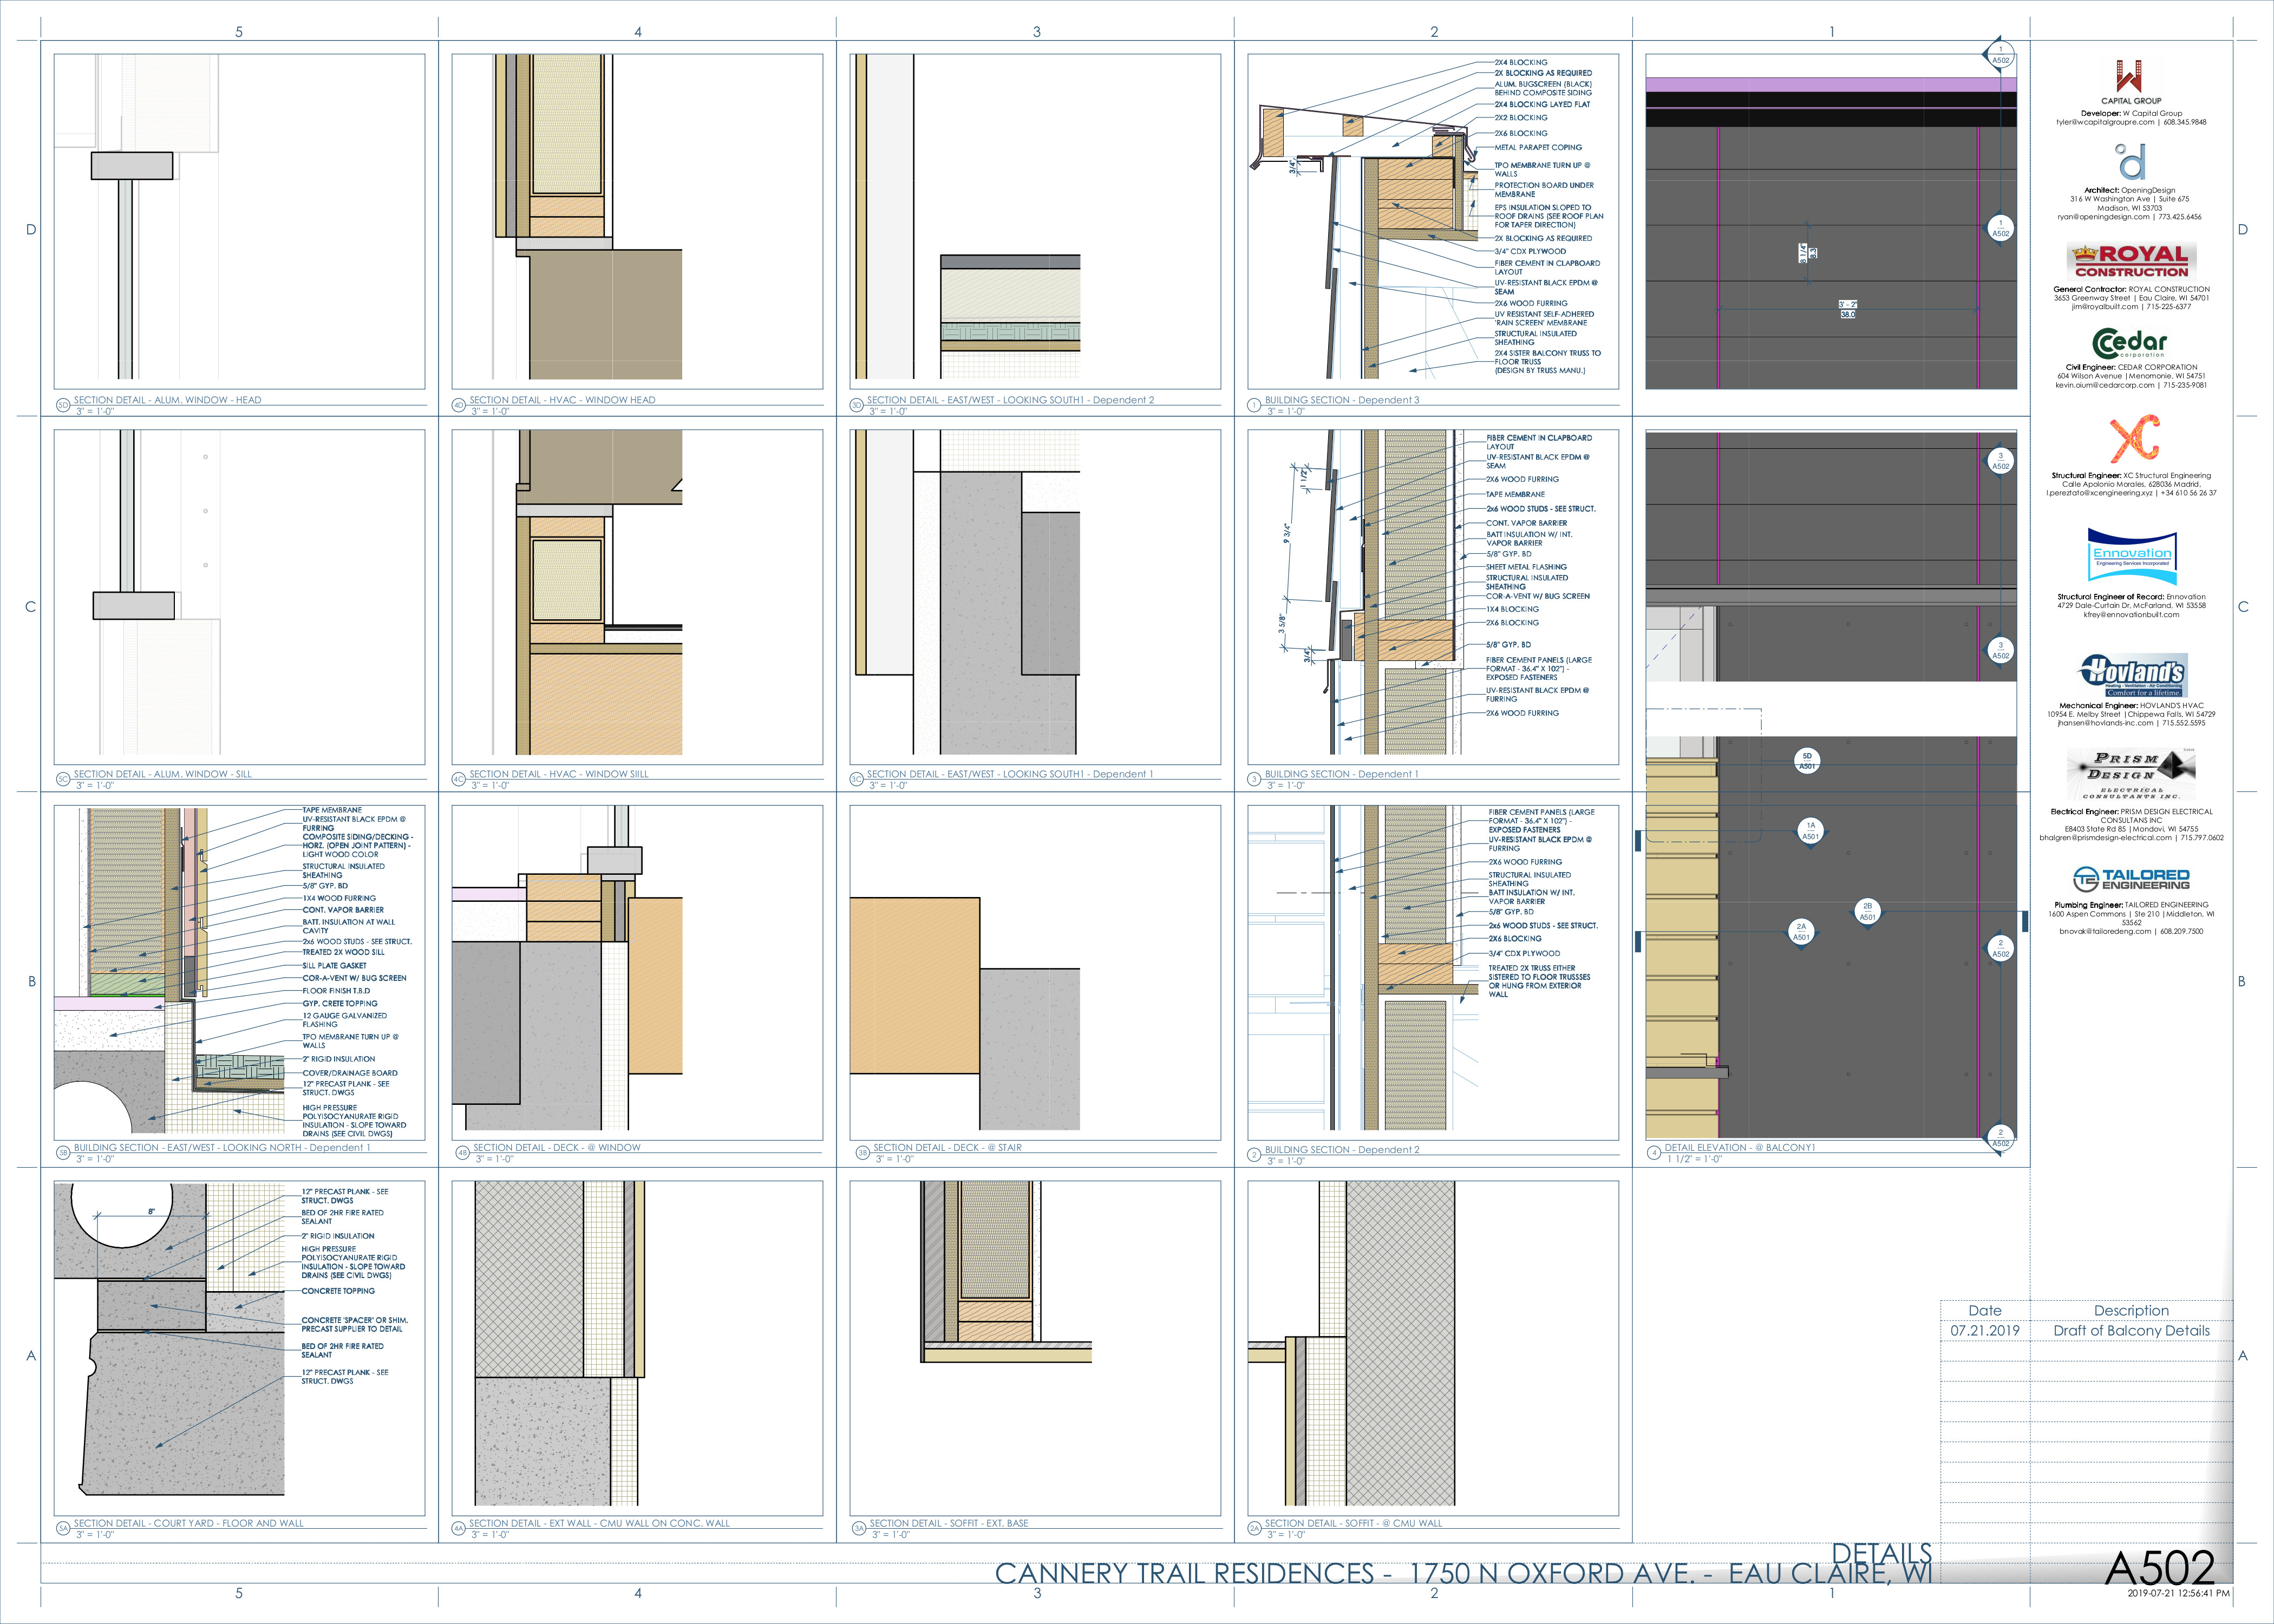 5
4
3
2
1
D
SECTION DETAIL - ALUM. WINDOW - HEAD
5D
3" = 1'-0"
SECTION DETAIL - HVAC - WINDOW HEAD
4D
3" = 1'-0"
SECTION DETAIL - EAST/WEST - LOOKING SOUTH1 - Dependent 2
3D
3" = 1'-0"
2X4 BLOCKING
2X BLOCKING AS REQUIRED
ALUM. BUGSCREEN (BLACK)
BEHIND COMPOSITE SIDING
2X4 BLOCKING LAYED FLAT
2X2 BLOCKING
2X6 BLOCKING
METAL PARAPET COPING
TPO MEMBRANE TURN UP @
WALLS
PROTECTION BOARD UNDER
MEMBRANE
EPS INSULATION SLOPED TO
ROOF DRAINS (SEE ROOF PLAN
FOR TAPER DIRECTION)
2X BLOCKING AS REQUIRED
3/4" CDX PLYWOOD
FIBER CEMENT IN CLAPBOARD
LAYOUT
UV-RESISTANT BLACK EPDM @
SEAM
2X6 WOOD FURRING
UV RESISTANT SELF-ADHERED
'RAIN SCREEN' MEMBRANE
STRUCTURAL INSULATED
SHEATHING
2X4 SISTER BALCONY TRUSS TO
FLOOR TRUSS
(DESIGN BY TRUSS MANU.)
3/4"
BUILDING SECTION - Dependent 3
1
3" = 1'-0"
1
A502
1
A502
8 1/4"
8.3
3' - 2"
38.0
D
C
SECTION DETAIL - ALUM. WINDOW - SILL
5C
3" = 1'-0"
SECTION DETAIL - HVAC - WINDOW SIILL
4C
3" = 1'-0"
SECTION DETAIL - EAST/WEST - LOOKING SOUTH1 - Dependent 1
3C
3" = 1'-0"
FIBER CEMENT IN CLAPBOARD
LAYOUT
UV-RESISTANT BLACK EPDM @
SEAM
2X6 WOOD FURRING
TAPE MEMBRANE
2x6 WOOD STUDS - SEE STRUCT.
CONT. VAPOR BARRIER
BATT INSULATION W/ INT.
VAPOR BARRIER
5/8" GYP. BD
SHEET METAL FLASHING
STRUCTURAL INSULATED
SHEATHING
COR-A-VENT W/ BUG SCREEN
1X4 BLOCKING
2X6 BLOCKING
5/8" GYP. BD
FIBER CEMENT PANELS (LARGE
FORMAT - 36.4" X 102") -
EXPOSED FASTENERS
UV-RESISTANT BLACK EPDM @
FURRING
2X6 WOOD FURRING
1 1/2"
9 3/4"
3 5/8"
3/4"
BUILDING SECTION - Dependent 1
3
3" = 1'-0"
3
A502
3
A502
5D
A501
C
B
TAPE MEMBRANE
UV-RESISTANT BLACK EPDM @
FURRING
COMPOSITE SIDING/DECKING -
HORZ. (OPEN JOINT PATTERN) -
LIGHT WOOD COLOR
STRUCTURAL INSULATED
SHEATHING
5/8" GYP. BD
1X4 WOOD FURRING
CONT. VAPOR BARRIER
BATT. INSULATION AT WALL
CAVITY
2x6 WOOD STUDS - SEE STRUCT.
TREATED 2X WOOD SILL
SILL PLATE GASKET
COR-A-VENT W/ BUG SCREEN
FLOOR FINISH T.B.D
GYP. CRETE TOPPING
12 GAUGE GALVANIZED
FLASHING
TPO MEMBRANE TURN UP @
WALLS
2" RIGID INSULATION
COVER/DRAINAGE BOARD
12" PRECAST PLANK - SEE
STRUCT. DWGS
HIGH PRESSURE
POLYISOCYANURATE RIGID
INSULATION - SLOPE TOWARD
DRAINS (SEE CIVIL DWGS)
BUILDING SECTION - EAST/WEST - LOOKING NORTH - Dependent 1
5B
3" = 1'-0"
SECTION DETAIL - DECK - @ WINDOW
4B
3" = 1'-0"
SECTION DETAIL - DECK - @ STAIR
3B
3" = 1'-0"
FIBER CEMENT PANELS (LARGE
FORMAT - 36.4" X 102") -
EXPOSED FASTENERS
UV-RESISTANT BLACK EPDM @
FURRING
2X6 WOOD FURRING
STRUCTURAL INSULATED
SHEATHING
BATT INSULATION W/ INT.
VAPOR BARRIER
5/8" GYP. BD
2x6 WOOD STUDS - SEE STRUCT.
2X6 BLOCKING
3/4" CDX PLYWOOD
TREATED 2X TRUSS EITHER
SISTERED TO FLOOR TRUSSSES
OR HUNG FROM EXTERIOR
WALL
BUILDING SECTION - Dependent 2
2
3" = 1'-0"
1A
A501
2B
A501
2A
A501
2
A502
2
A502
DETAIL ELEVATION - @ BALCONY1
4
1 1/2" = 1'-0"
B
A
8"
12" PRECAST PLANK - SEE
STRUCT. DWGS
BED OF 2HR FIRE RATED
SEALANT
2" RIGID INSULATION
HIGH PRESSURE
POLYISOCYANURATE RIGID
INSULATION - SLOPE TOWARD
DRAINS (SEE CIVIL DWGS)
CONCRETE TOPPING
CONCRETE 'SPACER' OR SHIM.
PRECAST SUPPLIER TO DETAIL
BED OF 2HR FIRE RATED
SEALANT
12" PRECAST PLANK - SEE
STRUCT. DWGS
SECTION DETAIL - COURT YARD - FLOOR AND WALL
5A
3" = 1'-0"
SECTION DETAIL - EXT WALL - CMU WALL ON CONC. WALL
4A
3" = 1'-0"
SECTION DETAIL - SOFFIT - EXT. BASE
3A
3" = 1'-0"
SECTION DETAIL - SOFFIT - @ CMU WALL
2A
3" = 1'-0"
A
CAPITAL GROUP
Developer: W Capital Group
tyler@wcapitalgroupre.com | 608.345.9848
Architect: OpeningDesign
316 W Washington Ave | Suite 675
Madison, WI 53703
ryan@openingdesign.com | 773.425.6456
ROYAL
CONSTRUCTION
General Contractor: ROYAL CONSTRUCTION
3653 Greenway Street | Eau Claire, WI 54701
jim@royalbuilt.com | 715-225-6377
Cedar
corporation
Civil Engineer: CEDAR CORPORATION
604 Wilson Avenue | Menomonie, WI 54751
kevin.oium@cedarcorp.com | 715-235-9081
XC
Structural Engineer: XC Structural Engineering
Calle Apolonio Morales, 628036 Madrid,
l.pereztato@xcengineering.xyz | +34 610 56 26 37
Ennovation
Engineering Services Incorporated
Structural Engineer of Record: Ennovation
4729 Dale-Curtain Dr, McFarland, WI 53558
kfrey@ennovationbuilt.com
Hovland's
Heating - Ventilation - Air Conditioning
Comfort for a lifetime.
Mechanical Engineer: HOVLAND'S HVAC
10954 E. Melby Street |Chippewa Falls, WI 54729
jhansen@hovlands-inc.com | 715.552.5595
PRISM
DESIGN
ELECTRICAL
CONSULTANTS INC.
Electrical Engineer: PRISM DESIGN ELECTRICAL
CONSULTANS INC
E8403 State Rd 85 |Mondovi, WI 54755
bhalgren@prismdesign-electrical.com | 715.797.0602
TE TAILORED
ENGINEERING
Plumbing Engineer: TAILORED ENGINEERING
1600 Aspen Commons | Ste 210 |Middleton, WI
53562
bnovak@tailoredeng.com | 608.209.7500
Date
Description
07.21.2019
Draft of Balcony Details
DETAILS
CANNERY TRAIL RESIDENCES - 1750 N OXFORD AVE. - EAU CLAIRE, WI
A502
2019-07-21 12:56:41 PM
5
4
3
2
1